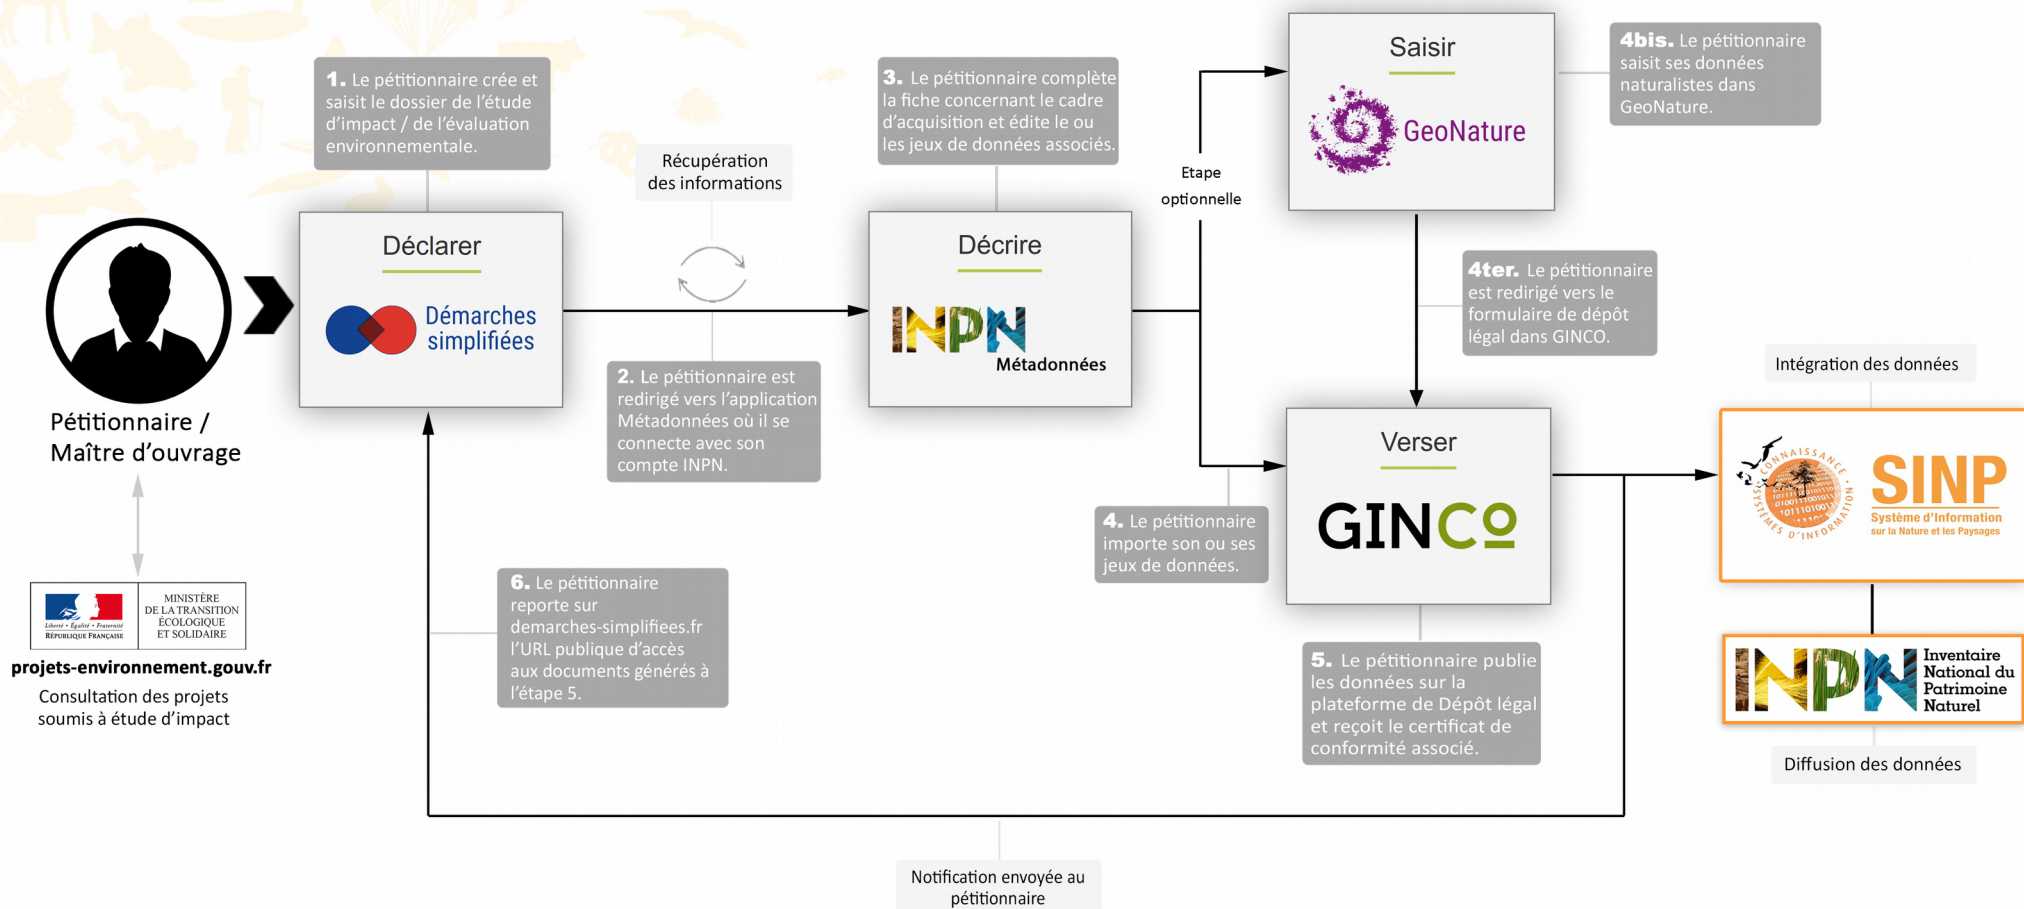 1. Le pétitionnaire crée et
saisit le dossier de l'étude
d'impact / de l'évaluation
environnementale.
Récupération
des informations
3. Le pétitionnaire complète
la fiche concernant le cadre
d'acquisition et édite le ou
les jeux de données associés.
Etape
optionnelle
Saisir
GeoNature
4bis. Le pétitionnaire
saisit ses données
naturalistes dans
GeoNature.
Déclarer
Démarches
simplifiées
Décrire
INPN
Métadonnées
4ter. Le pétitionnaire
est redirigé vers le
formulaire de dépôt
légal dans GINCO.
Pétitionnaire /
Maître d'ouvrage
2. Le pétitionnaire est
redirigé vers l'application
Métadonnées où il se
connecte avec son
compte INPN.
Verser
GINCO
4. Le pétitionnaire
importe son ou ses
jeux de données.
Intégration des données
CONNAISSANCE
SYSTÈMES D'INFORMATION
SINP
Système d'Information
sur la Nature et les Paysages
Liberté • Égalité • Fraternité
RÉPUBLIQUE FRANÇAISE
MINISTÈRE
DE LA TRANSITION
ÉCOLOGIQUE
ET SOLIDAIRE
projets-environnement.gouv.fr
Consultation des projets
soumis à étude d'impact
6. Le pétitionnaire
reporte sur
demarches-simplifiees.fr
l'URL publique d'accès
aux documents générés à
l'étape 5.
5. Le pétitionnaire publie
les données sur la
plateforme de Dépôt légal
et reçoit le certificat de
conformité associé.
INPN
Inventaire
National du
Patrimoine
Naturel
Diffusion des données
Notification envoyée au
pétitionnaire